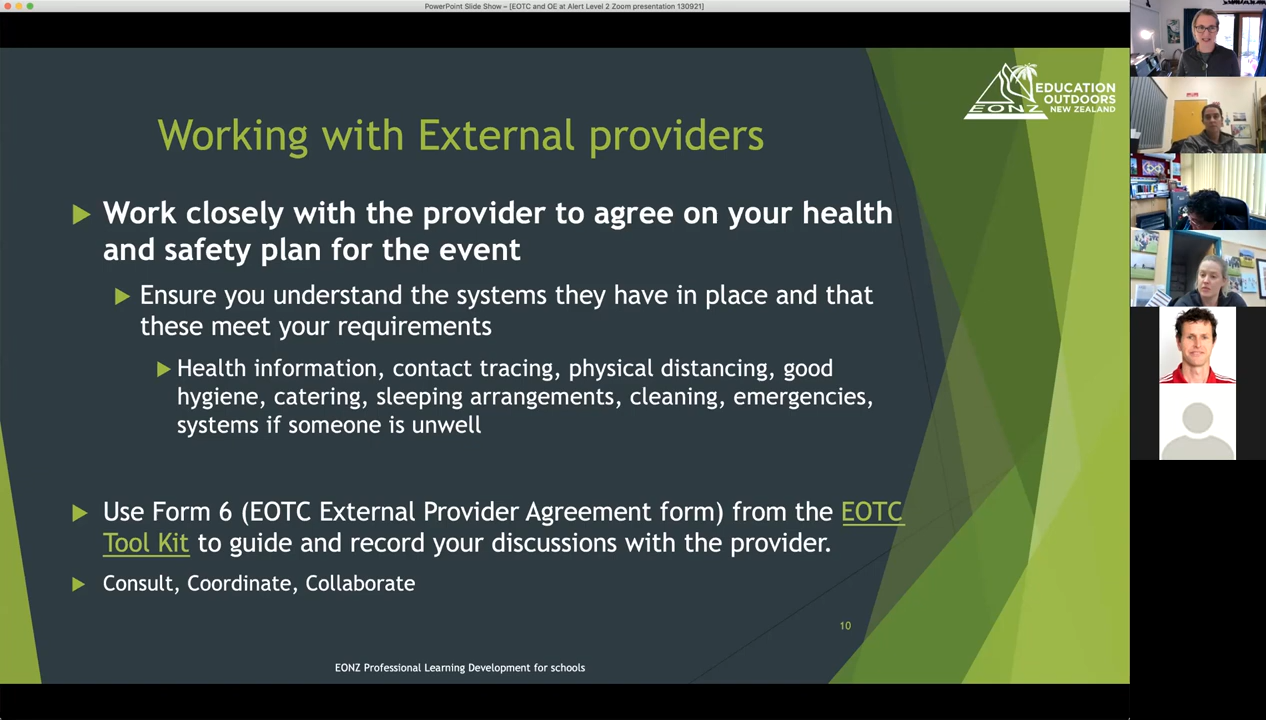 PowerPoint Slide Show – [EOTC and OE at Alert Level 2 Zoom presentation 130921]
EDUCATION
OUTDOORS
NEW ZEALAND
EONZ
Working with External providers
Work closely with the provider to agree on your health
and safety plan for the event
Ensure you understand the systems they have in place and that
these meet your requirements
Health information, contact tracing, physical distancing, good
hygiene, catering, sleeping arrangements, cleaning, emergencies,
systems if someone is unwell
Use Form 6 (EOTC External Provider Agreement form) from the EOTC
Tool Kit to guide and record your discussions with the provider.
Consult, Coordinate, Collaborate
10
EONZ Professional Learning Development for schools